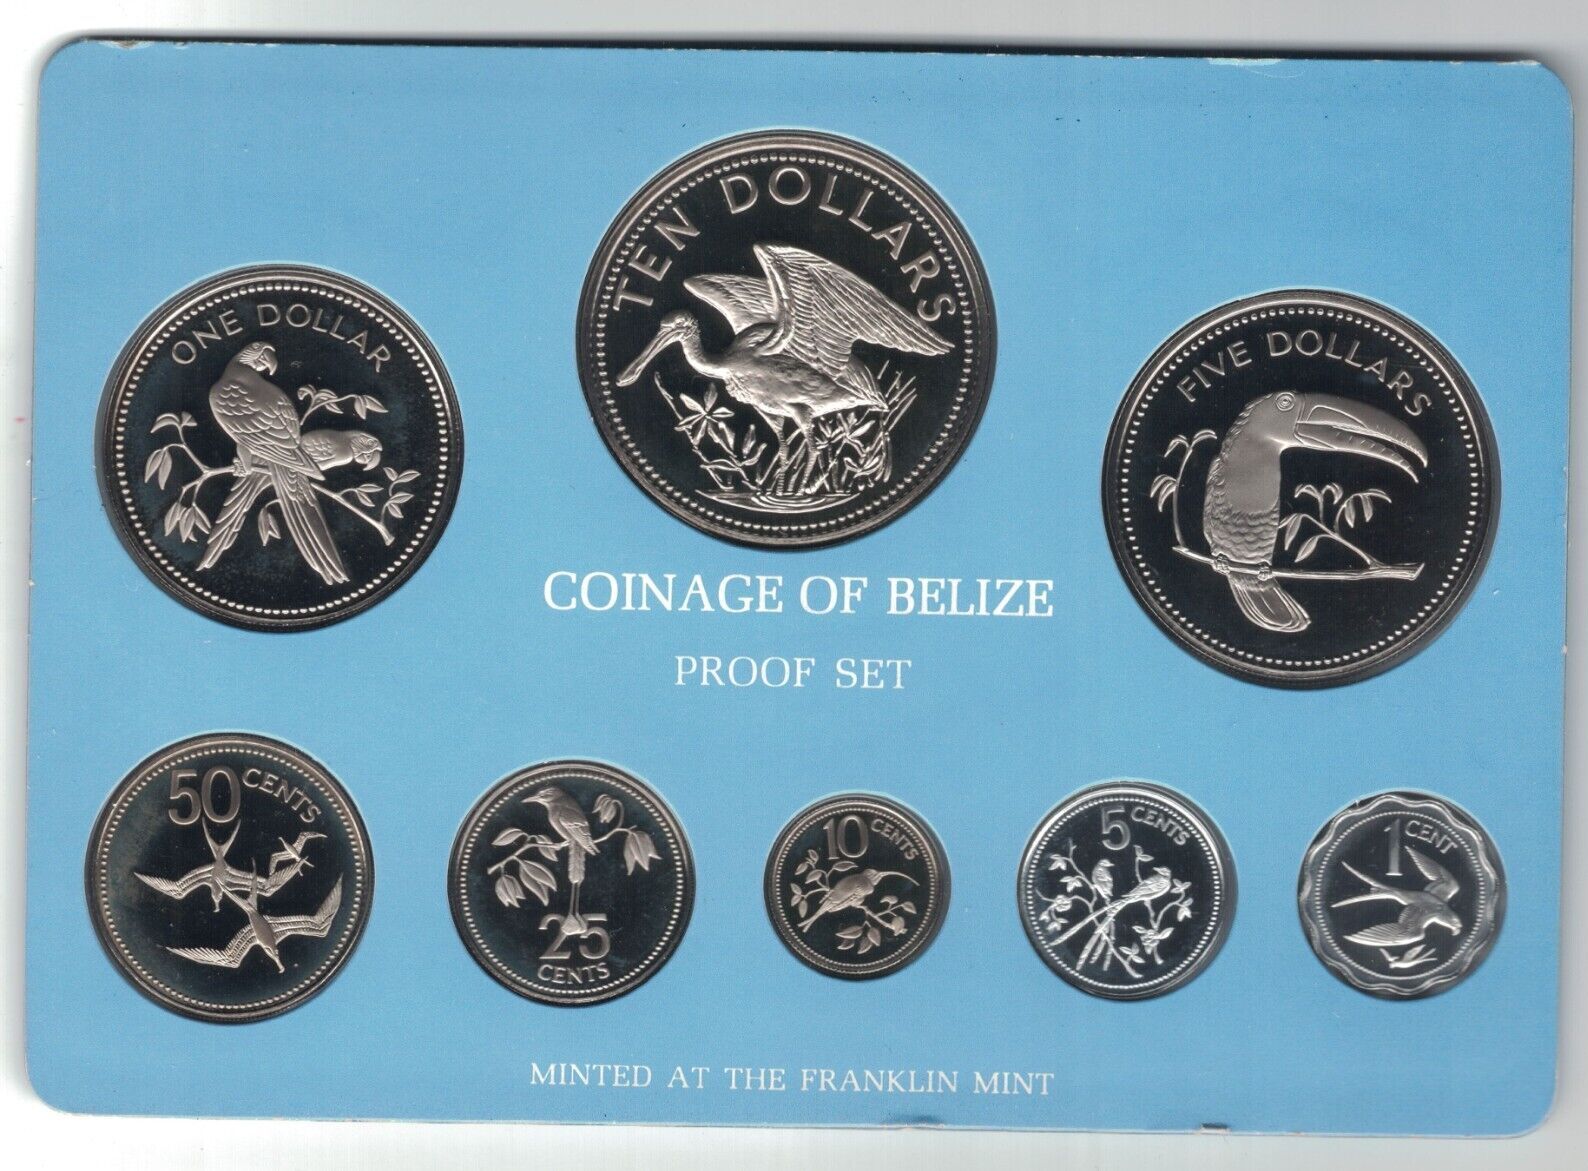 TEN DOLLARS
ONE DOLLAR
FIVE DOLLARS
COINAGE OF BELIZE
PROOF SET
50 CENTS
25
CENTS
10 CENTS
5 CENTS
1 CENT
MINTED AT THE FRANKLIN MINT